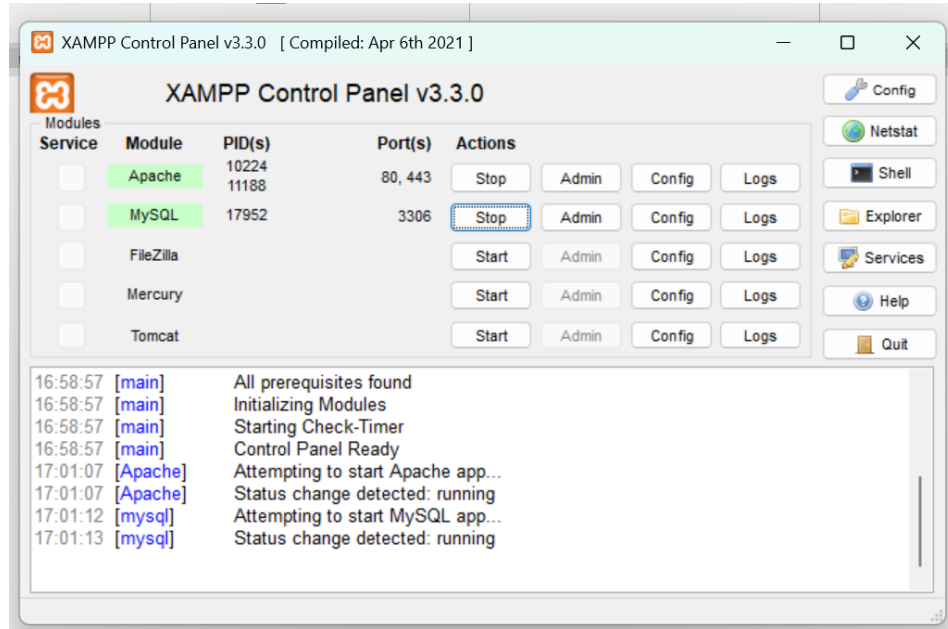 XAMPP Control Panel v3.3.0 [ Compiled: Apr 6th 2021 ]
XAMPP Control Panel v3.3.0
Config
Modules
Service Module PID(s) Port(s) Actions
Netstat
Apache 10224 11188 80, 443 Stop Admin Config Logs
Shell
MySQL 17952 3306 Stop Admin Config Logs
Explorer
FileZilla Start Admin Config Logs
Services
Mercury Start Admin Config Logs
Help
Tomcat Start Admin Config Logs
Quit
16:58:57 [main] All prerequisites found
16:58:57 [main] Initializing Modules
16:58:57 [main] Starting Check-Timer
16:58:57 [main] Control Panel Ready
17:01:07 [Apache] Attempting to start Apache app...
17:01:07 [Apache] Status change detected: running
17:01:12 [mysql] Attempting to start MySQL app...
17:01:13 [mysql] Status change detected: running